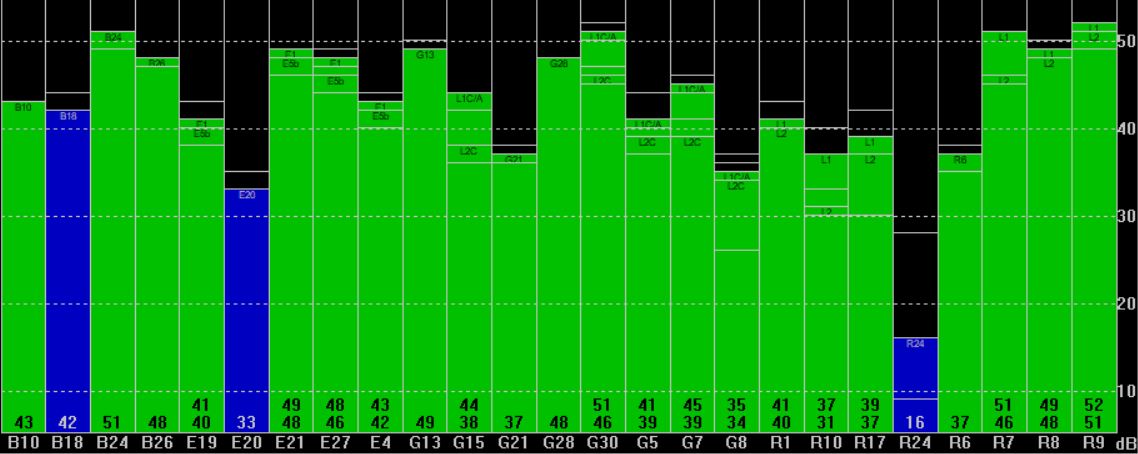 B24 L1C/A L1 L1 L1 L2 50
B26 E1 E5b E1 E5b G13 G28 L2C L1C/A L2 L2
B10 B18 E1 E5b E1 E5b L1C/A L1C/A L2C L2C L1 L2 40
L2C G21 L1C/A L2C L1 L1 L2 R6
E20 L2 30
20
R24
10
41 49 48 43 44 51 41 45 35 41 37 39 51 49 52
43 42 51 48 40 33 48 46 42 49 38 37 48 46 39 39 34 40 31 37 16 37 46 48 51
B10 B18 B24 B26 E19 E20 E21 E27 E4 G13 G15 G21 G28 G30 G5 G7 G8 R1 R10 R17 R24 R6 R7 R8 R9 dB